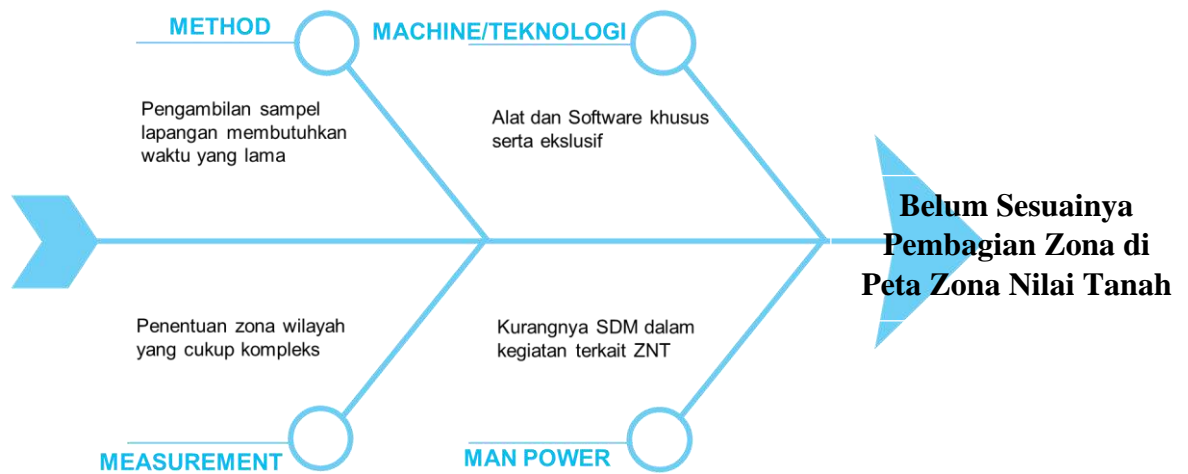 METHOD
MACHINE/TEKNOLOGI
Pengambilan sampel
lapangan membutuhkan
waktu yang lama
Alat dan Software khusus
serta ekslusif
Belum Sesuainya
Pembagian Zona di
Peta Zona Nilai Tanah
Penentuan zona wilayah
yang cukup kompleks
Kurangnya SDM dalam
kegiatan terkait ZNT
MEASUREMENT
MAN POWER